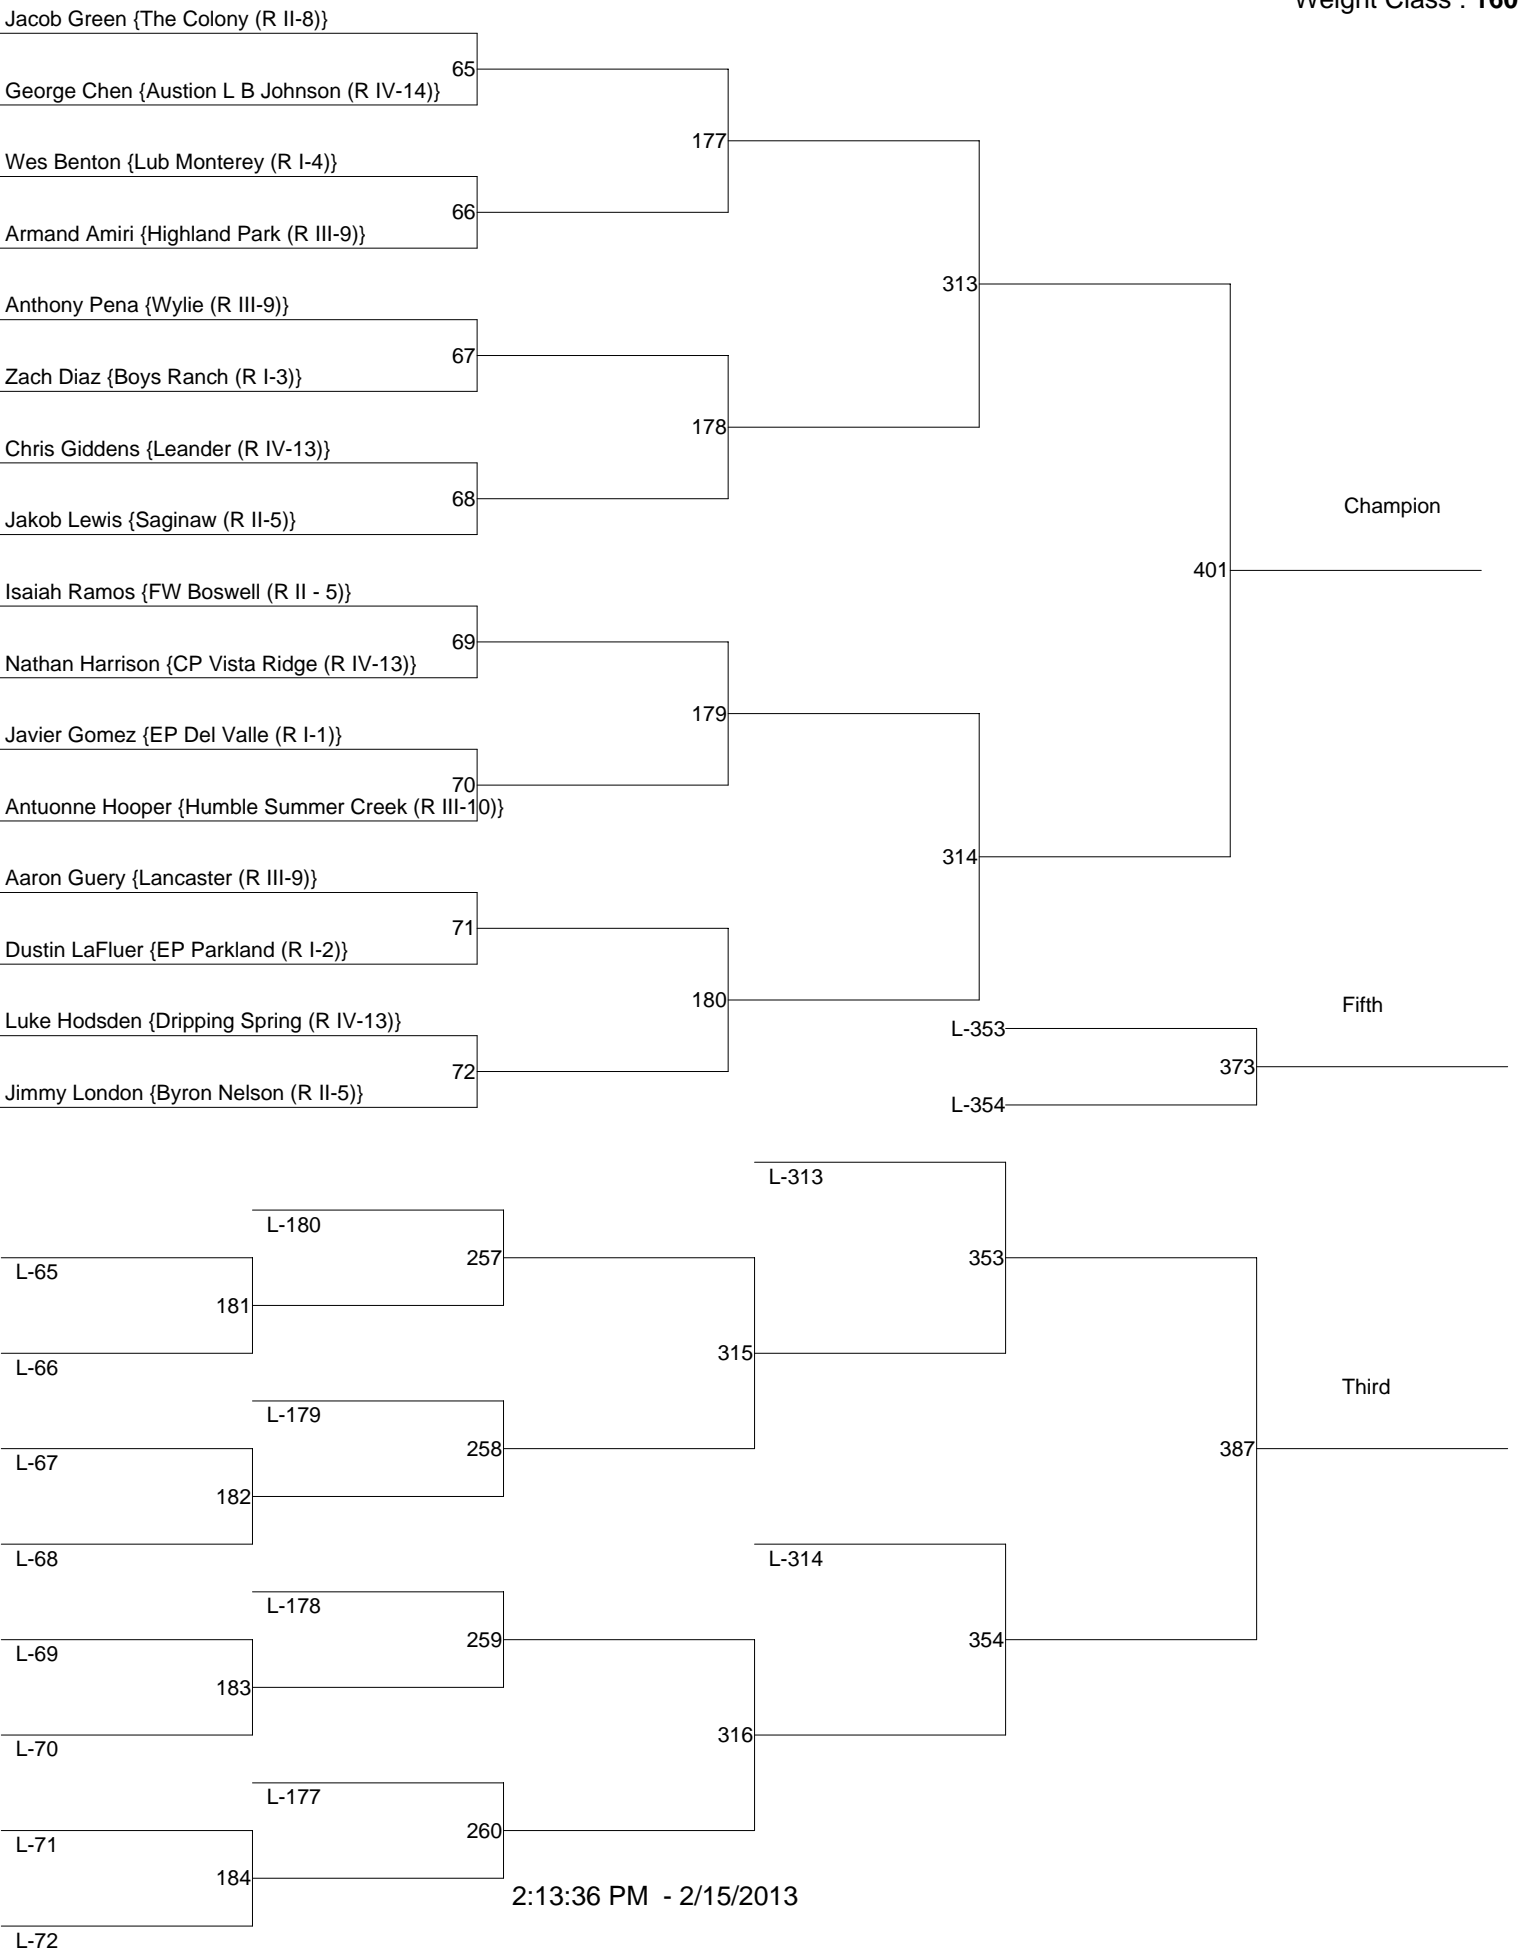 Weight Class : 160
Jacob Green {The Colony (R II-8)}
65
George Chen {Austion L B Johnson (R IV-14)}
177
Wes Benton {Lub Monterey (R I-4)}
66
Armand Amiri {Highland Park (R III-9)}
313
Anthony Pena {Wylie (R III-9)}
67
Zach Diaz {Boys Ranch (R I-3)}
178
Chris Giddens {Leander (R IV-13)}
68
Jakob Lewis {Saginaw (R II-5)}
Champion
401
Isaiah Ramos {FW Boswell (R II - 5)}
69
Nathan Harrison {CP Vista Ridge (R IV-13)}
179
Javier Gomez {EP Del Valle (R I-1)}
70
Antuonne Hooper {Humble Summer Creek (R III-10)}
314
Aaron Guery {Lancaster (R III-9)}
71
Dustin LaFluer {EP Parkland (R I-2)}
180
Fifth
Luke Hodsden {Dripping Spring (R IV-13)}
L-353
72
373
Jimmy London {Byron Nelson (R II-5)}
L-354
L-313
L-180
257
353
L-65
181
315
L-66
Third
L-179
258
387
L-67
182
L-68
L-314
L-178
259
354
L-69
183
316
L-70
L-177
260
L-71
184
2:13:36 PM - 2/15/2013
L-72